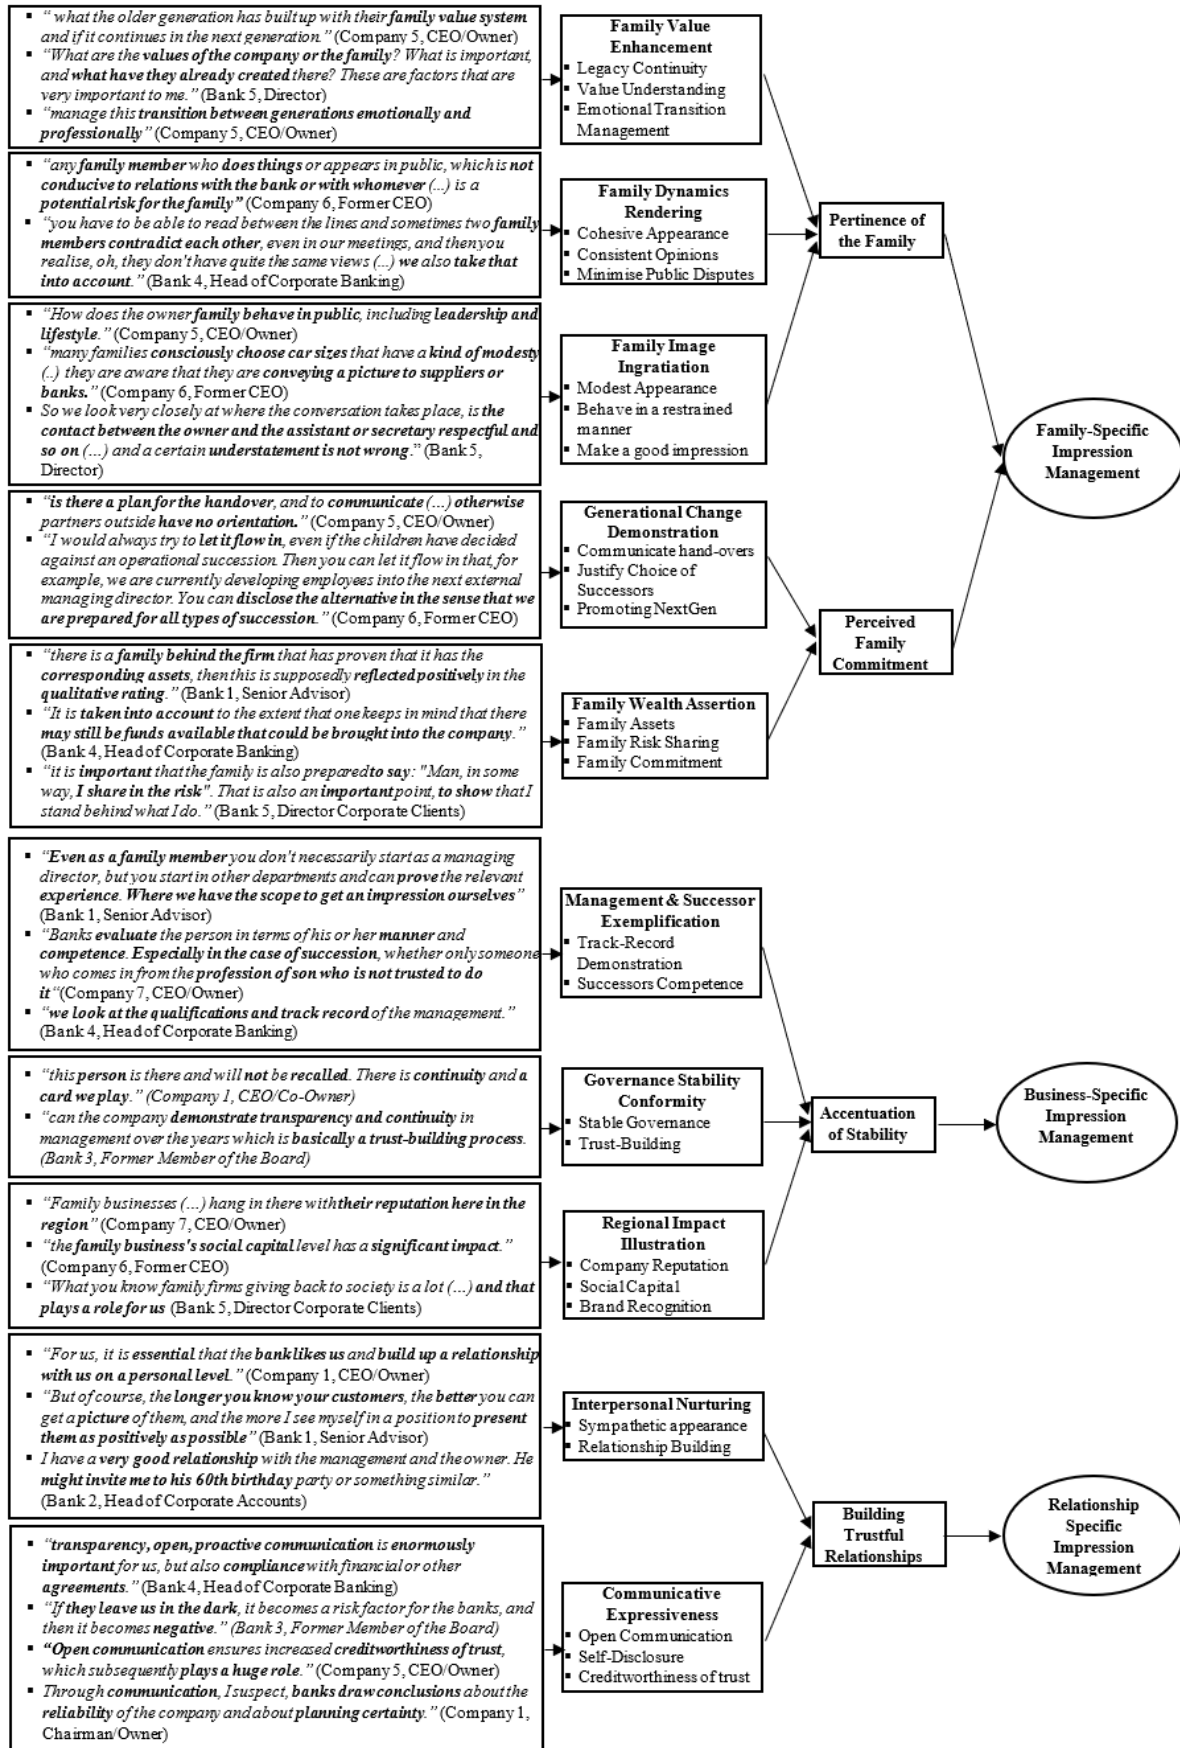 ▪ “ what the older generation has built up with their family value system
and if it continues in the next generation.” (Company 5, CEO/Owner)
▪ “What are the values of the company or the family? What is important,
and what have they already created there? These are factors that are
very important to me.” (Bank 5, Director)
▪ “manage this transition between generations emotionally and
professionally” (Company 5, CEO/Owner)
Family Value
Enhancement
▪ Legacy Continuity
▪ Value Understanding
▪ Emotional Transition
Management
▪ “any family member who does things or appears in public, which is not
conducive to relations with the bank or with whomever (...) is a
potential risk for the family” (Company 6, Former CEO)
▪ “you have to be able to read between the lines and sometimes two family
members contradict each other, even in our meetings, and then you
realise, oh, they don't have quite the same views (...) we also take that
into account.” (Bank 4, Head of Corporate Banking)
Family Dynamics
Rendering
▪ Cohesive Appearance
▪ Consistent Opinions
▪ Minimise Public Disputes
Pertinence of
the Family
▪ “How does the owner family behave in public, including leadership and
lifestyle.” (Company 5, CEO/Owner)
▪ “many families consciously choose car sizes that have a kind of modesty
(..) they are aware that they are conveying a picture to suppliers or
banks.” (Company 6, Former CEO)
▪ So we look very closely at where the conversation takes place, is the
contact between the owner and the assistant or secretary respectful and
so on (...) and a certain understatement is not wrong.” (Bank 5,
Director)
Family Image
Ingratiation
▪ Modest Appearance
▪ Behave in a restrained
manner
▪ Make a good impression
Family-Specific
Impression
Management
▪ “is there a plan for the handover, and to communicate (...) otherwise
partners outside have no orientation.” (Company 5, CEO/Owner)
▪ “I would always try to let it flow in, even if the children have decided
against an operational succession. Then you can let it flow in that, for
example, we are currently developing employees into the next external
managing director. You can disclose the alternative in the sense that we
are prepared for all types of succession.” (Company 6, Former CEO)
Generational Change
Demonstration
▪ Communicate hand-overs
▪ Justify Choice of
Successors
▪ Promoting NextGen
Perceived
Family
Commitment
▪ “there is a family behind the firm that has proven that it has the
corresponding assets, then this is supposedly reflected positively in the
qualitative rating.” (Bank 1, Senior Advisor)
▪ “It is taken into account to the extent that one keeps in mind that there
may still be funds available that could be brought into the company.”
(Bank 4, Head of Corporate Banking)
▪ “it is important that the family is also prepared to say: "Man, in some
way, I share in the risk". That is also an important point, to show that I
stand behind what I do.” (Bank 5, Director Corporate Clients)
Family Wealth Assertion
▪ Family Assets
▪ Family Risk Sharing
▪ Family Commitment
▪ “Even as a family member you don't necessarily start as a managing
director, but you start in other departments and can prove the relevant
experience. Where we have the scope to get an impression ourselves”
(Bank 1, Senior Advisor)
▪ “Banks evaluate the person in terms of his or her manner and
competence. Especially in the case of succession, whether only someone
who comes in from the profession of son who is not trusted to do
it“ (Company 7, CEO/Owner)
▪ “we look at the qualifications and track record of the management.”
(Bank 4, Head of Corporate Banking)
Management & Successor
Exemplification
▪ Track-Record
Demonstration
▪ Successors Competence
▪ “this person is there and will not be recalled. There is continuity and a
card we play.” (Company 1, CEO/Co-Owner)
▪ “can the company demonstrate transparency and continuity in
management over the years which is basically a trust-building process.
(Bank 3, Former Member of the Board)
Governance Stability
Conformity
▪ Stable Governance
▪ Trust-Building
Accentuation
of Stability
Business-Specific
Impression
Management
▪ “Family businesses (...) hang in there with their reputation here in the
region” (Company 7, CEO/Owner)
▪ “the family business's social capital level has a significant impact.”
(Company 6, Former CEO)
▪ “What you know family firms giving back to society is a lot (...) and that
plays a role for us (Bank 5, Director Corporate Clients)
Regional Impact
Illustration
▪ Company Reputation
▪ Social Capital
▪ Brand Recognition
▪ “For us, it is essential that the bank likes us and build up a relationship
with us on a personal level.” (Company 1, CEO/Owner)
▪ “But of course, the longer you know your customers, the better you can
get a picture of them, and the more I see myself in a position to present
them as positively as possible” (Bank 1, Senior Advisor)
▪ I have a very good relationship with the management and the owner. He
might invite me to his 60th birthday party or something similar.”
(Bank 2, Head of Corporate Accounts)
Interpersonal Nurturing
▪ Sympathetic appearance
▪ Relationship Building
Building
Trustful
Relationships
Relationship
Specific
Impression
Management
▪ “transparency, open, proactive communication is enormously
important for us, but also compliance with financial or other
agreements.” (Bank 4, Head of Corporate Banking)
▪ “If they leave us in the dark, it becomes a risk factor for the banks, and
then it becomes negative.” (Bank 3, Former Member of the Board)
▪ “Open communication ensures increased creditworthiness of trust,
which subsequently plays a huge role.” (Company 5, CEO/Owner)
▪ Through communication, I suspect, banks draw conclusions about the
reliability of the company and about planning certainty.” (Company 1,
Chairman/Owner)
Communicative
Expressiveness
▪ Open Communication
▪ Self-Disclosure
▪ Creditworthiness of trust